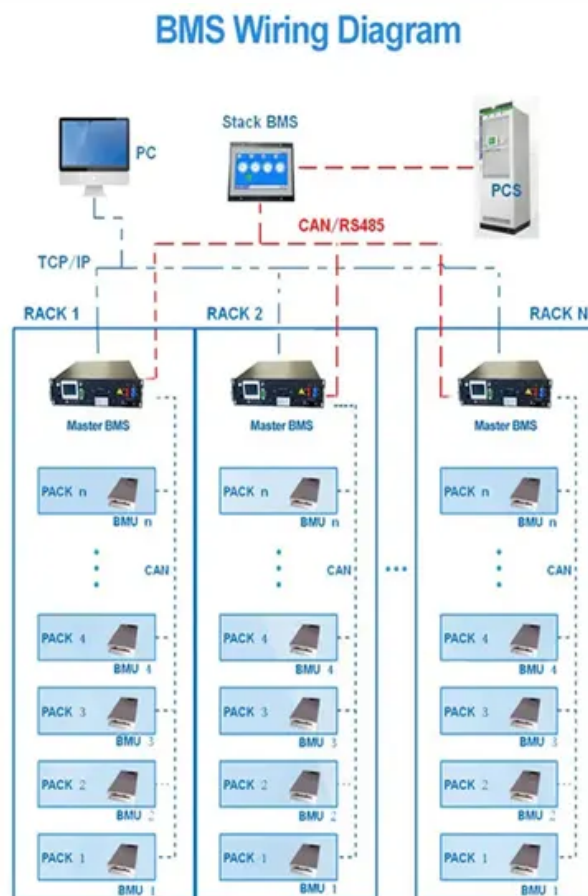 BMS Wiring Diagram
Stack BMS
PC
PCS
CAN/RS485
TCP/IP
RACK 1
RACK 2
RACK N
Master BMS
Master BMS
Master BMS
PACK n
PACK n
PACK n
BMU n
BMU n
BMU n
CAN
CAN
CAN
PACK 4
PACK 4
PACK 4
BMU 4
BMU 4
BMU 4
PACK 3
PACK 3
PACK 3
BMU 3
BMU 3
BMU 3
PACK 2
PACK 2
PACK 2
BMU 2
BMU 2
BMU 2
PACK 1
PACK 1
PACK 1
BMU 1
BMU 1
BMU 1